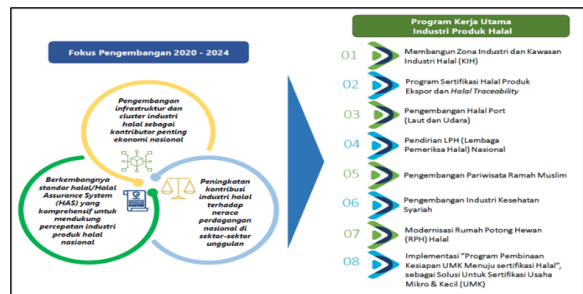 Fokus Pengembangan 2020 - 2024
Pengembangan
infrastruktur dan
cluster industri
halal sebagai
kontributor penting
ekonomi nasional
Berkembangnya
standar halal/Halal
Assurance System
(HAS) yang
komprehensif untuk
mendukung
percepatan industri
produk halal
nasional
Peningkatan
kontribusi industri
halal terhadap
neraca
perdagangan
nasional di
sektor-sektor
unggulan
Program Kerja Utama
Industri Produk Halal
01 Membangun Zona Industri dan Kawasan
Industri Halal (KIH)
02 Program Sertifikasi Halal Produk
Ekspor dan Halal Traceability
03 Pengembangan Halal Port
(Laut dan Udara)
04 Pendirian LPH (Lembaga
Pemeriksa Halal) Nasional
05 Pengembangan Pariwisata Ramah Muslim
06 Pengembangan Industri Kesehatan
Syariah
07 Modernisasi Rumah Potong Hewan
(RPH) Halal
08 Implementasi "Program Pembinaan
Kesiapan UMK Menuju sertifikasi Halal",
sebagai Solusi Untuk Sertifikasi Usaha
Mikro & Kecil (UMK)